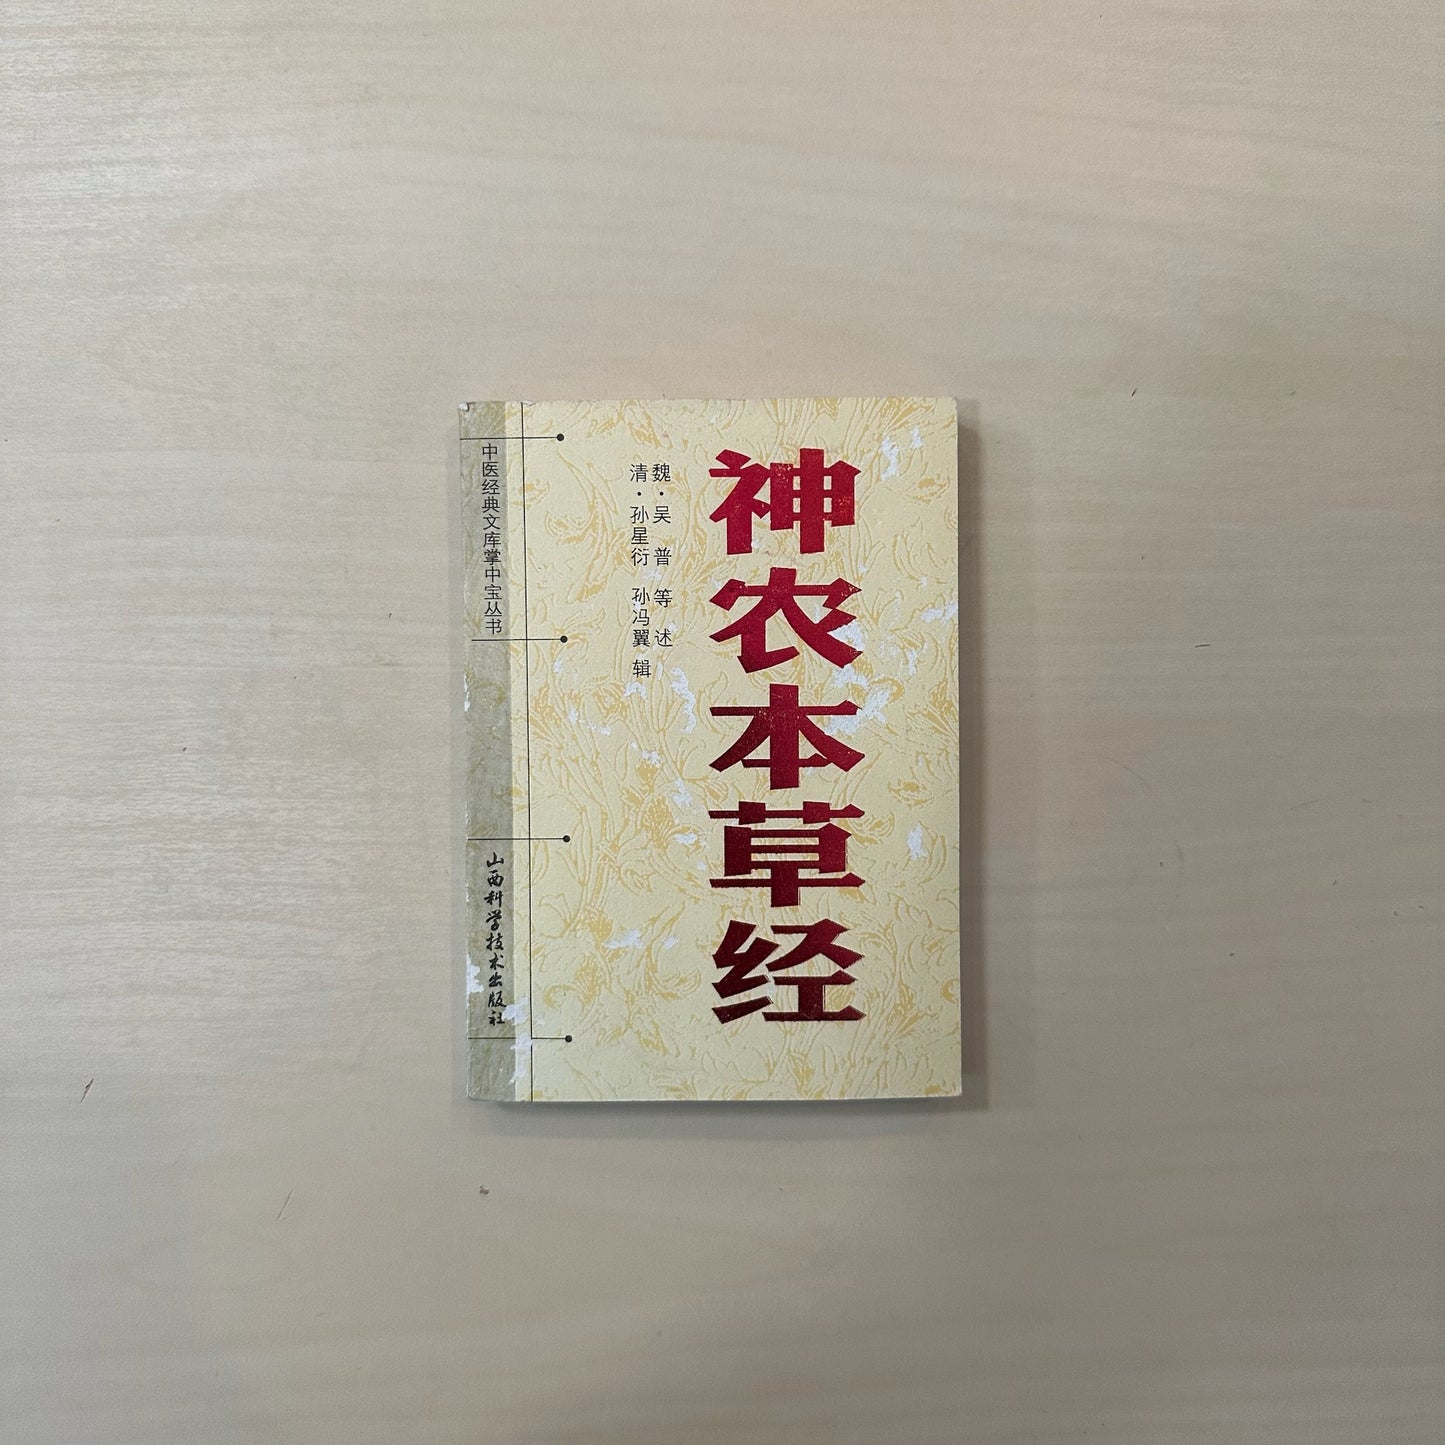 神农本草经
魏·吴普等述
清·孙星衍 孙冯翼 辑
中医经典文库掌中宝丛书
山西科学技术出版社